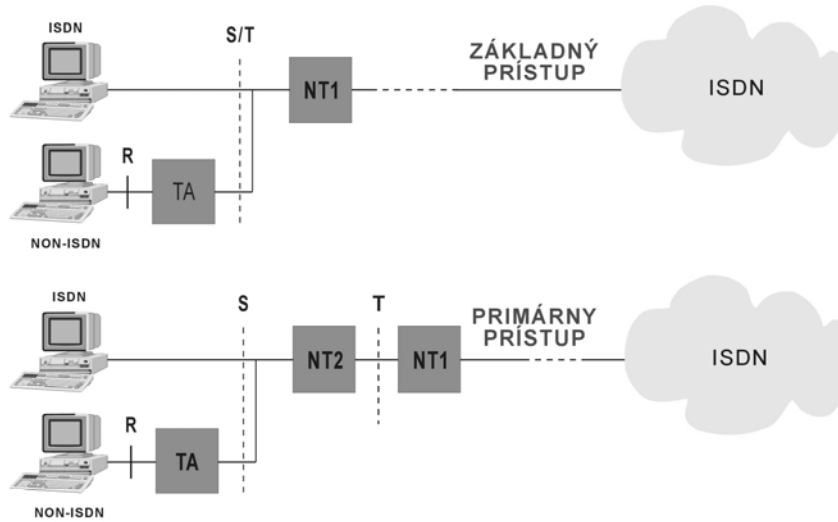 ISDN
S/T
ZÁKLADNÝ
PRÍSTUP
NT1
ISDN
R
TA
NON-ISDN
ISDN
S
T
PRIMÁRNY
PRÍSTUP
NT2
NT1
ISDN
R
TA
NON-ISDN